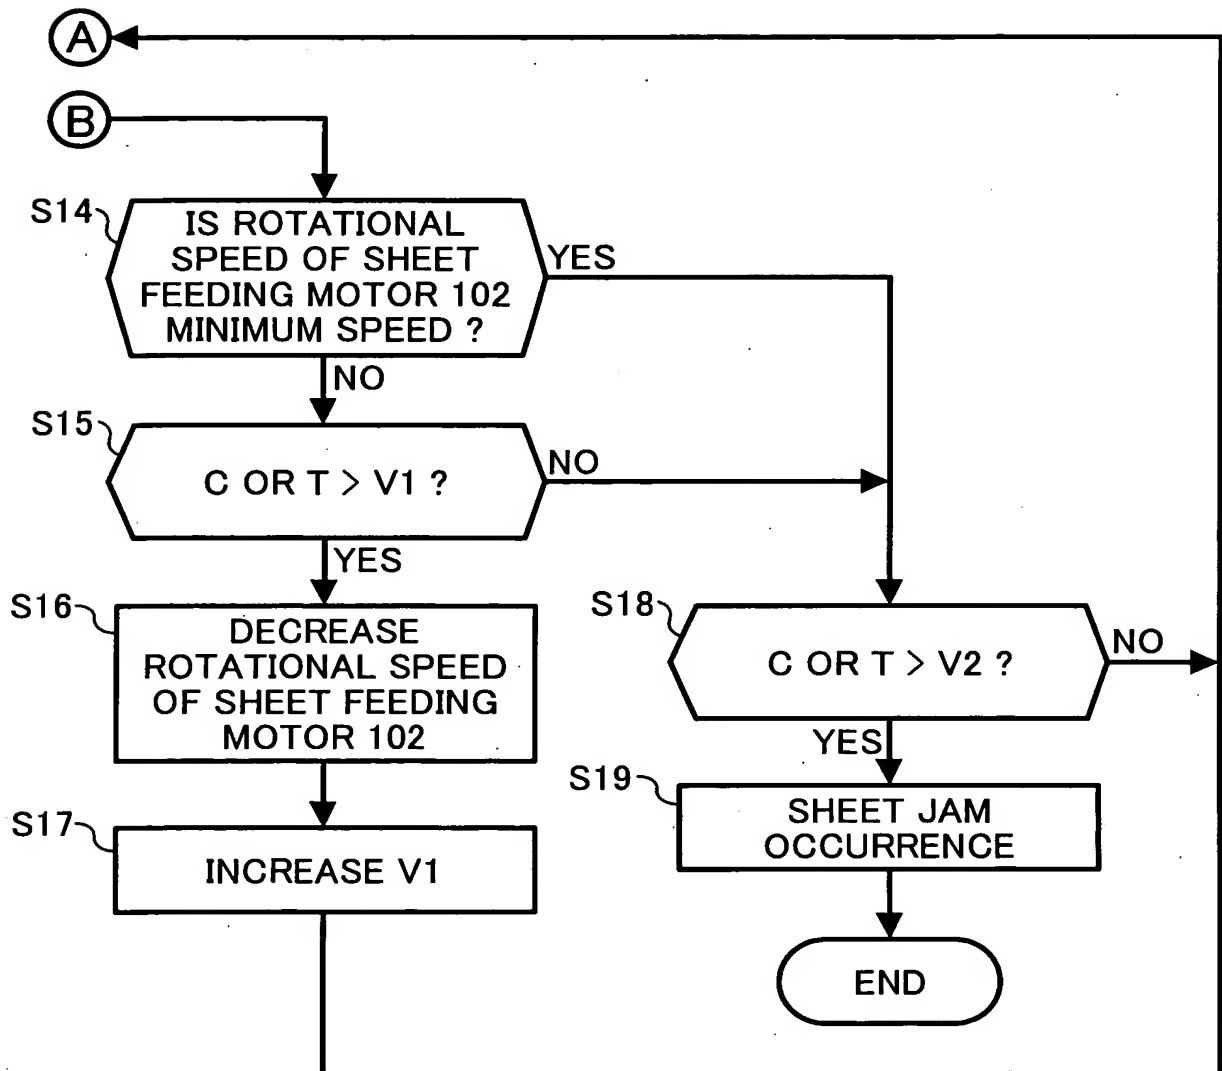 A
B
S14
IS ROTATIONAL
SPEED OF SHEET
FEEDING MOTOR 102
MINIMUM SPEED ?
YES
NO
S15
C OR T > V1 ?
NO
YES
S16
DECREASE
ROTATIONAL SPEED
OF SHEET FEEDING
MOTOR 102
S17
INCREASE V1
S18
C OR T > V2 ?
NO
YES
S19
SHEET JAM
OCCURRENCE
END